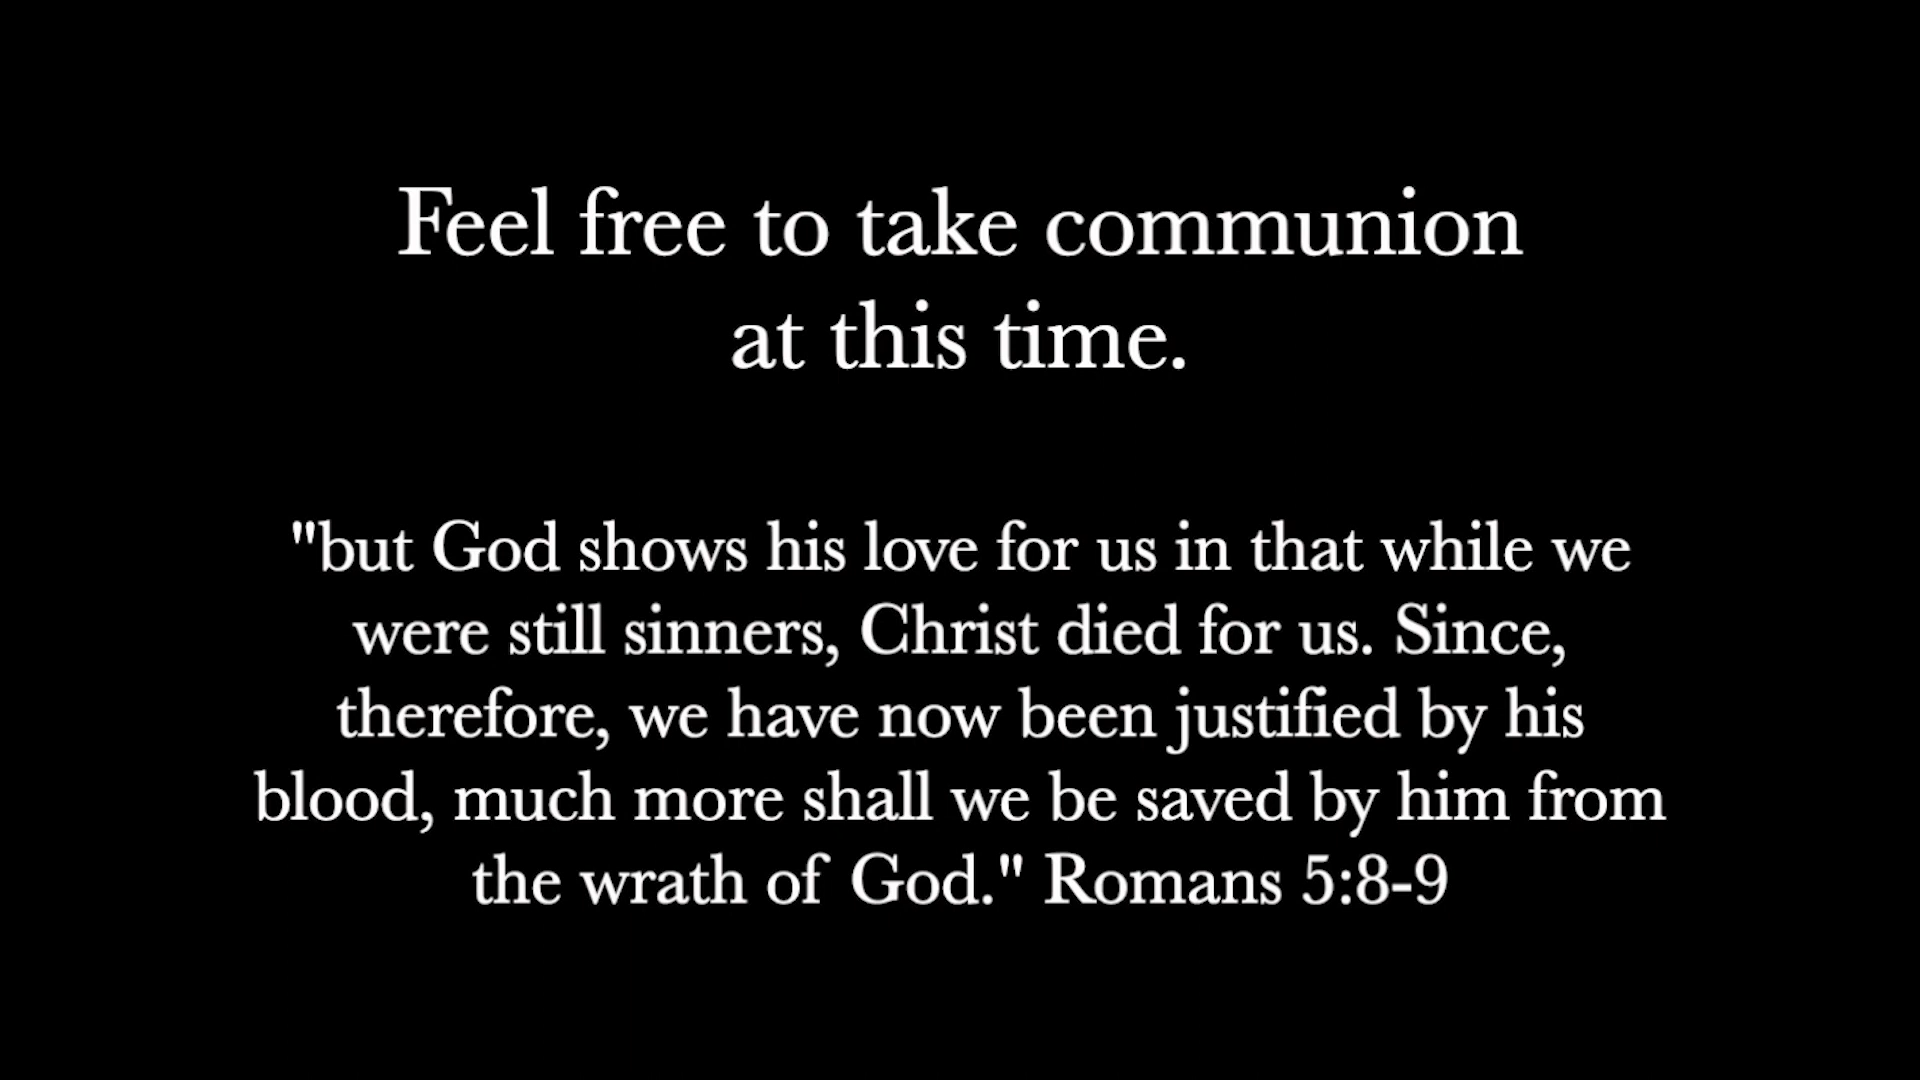 Feel free to take communion
at this time.
"but God shows his love for us in that while we
were still sinners, Christ died for us. Since,
therefore, we have now been justified by his
blood, much more shall we be saved by him from
the wrath of God." Romans 5:8-9